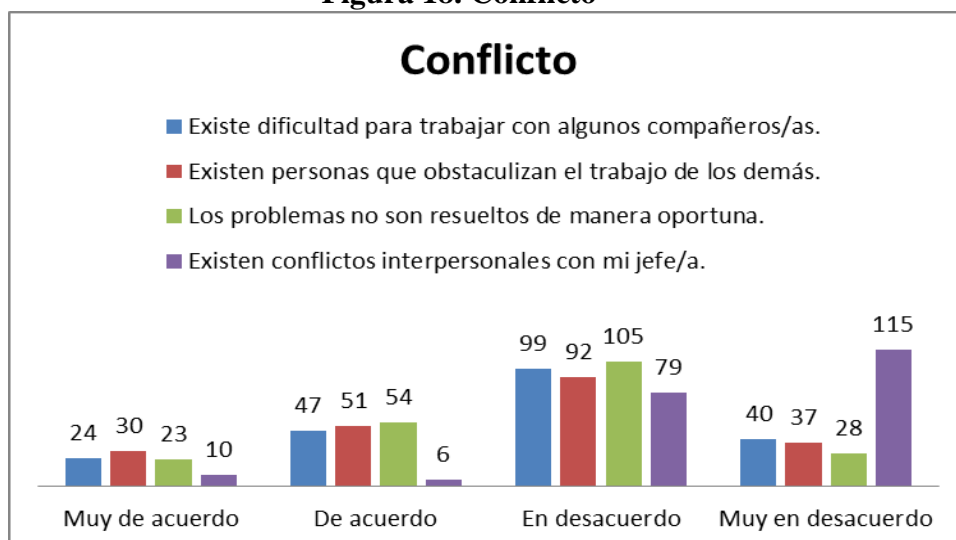 Figura 18. Conflicto
Conflicto
Existe dificultad para trabajar con algunos compañeros/as.
Existen personas que obstaculizan el trabajo de los demás.
Los problemas no son resueltos de manera oportuna.
Existen conflictos interpersonales con mi jefe/a.
24 30 23 10 47 51 54 6 99 92 105 79 40 37 28 115
Muy de acuerdo De acuerdo En desacuerdo Muy en desacuerdo